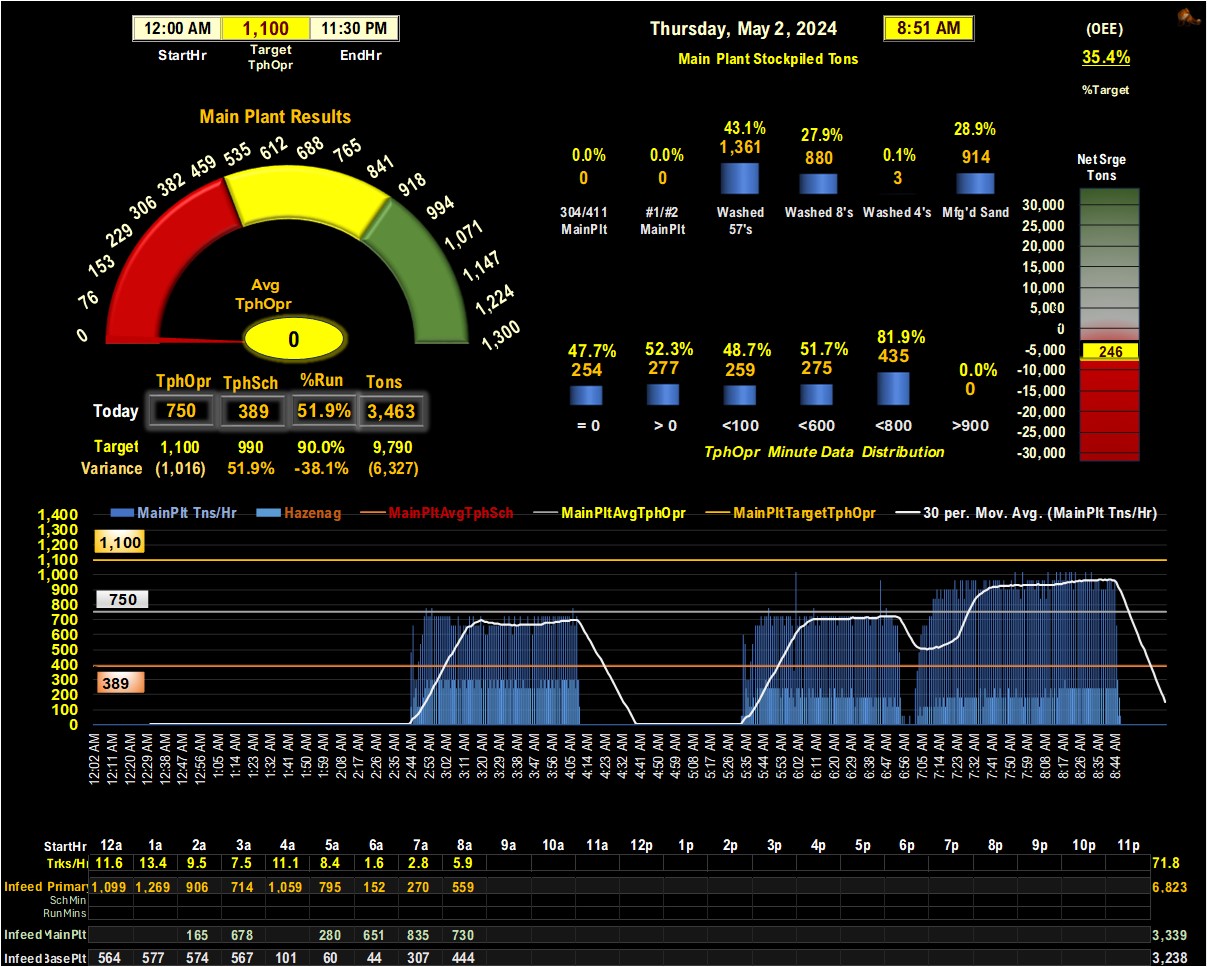 12:00 AM 1,100 11:30 PM
StartHr Target TphOpr EndHr
Thursday, May 2, 2024 8:51 AM
Main Plant Stockpiled Tons
(OEE)
35.4%
%Target
Main Plant Results
0 76 153 229 306 382 459 535 612 688 765 841 918 994 1,071 1,147 1,224 1,300
Avg
TphOpr
0
TphOpr TphSch %Run Tons
Today 750 389 51.9% 3,463
Target 1,100 990 90.0% 9,790
Variance (1,016) 51.9% -38.1% (6,327)
0.0% 0.0% 43.1% 27.9% 0.1% 28.9%
0 0 1,361 880 3 914
304/411 MainPlt #1/#2 MainPlt Washed 57's Washed 8's Washed 4's Mfg'd Sand
47.7% 52.3% 48.7% 51.7% 81.9% 0.0%
254 277 259 275 435 0
= 0 > 0 <100 <600 <800 >900
TphOpr Minute Data Distribution
Net Srge
Tons
30,000
25,000
20,000
15,000
10,000
5,000
0
-5,000
246
-10,000
-15,000
-20,000
-25,000
-30,000
MainPlt Tns/Hr Hazenag MainPltAvgTphSch MainPltAvgTphOpr MainPltTargetTphOpr 30 per. Mov. Avg. (MainPlt Tns/Hr)
1,400
1,300
1,200
1,100
1,000
900
800
700
600
500
400
300
200
100
0
1,100
750
389
12:02 AM 12:11 AM 12:20 AM 12:29 AM 12:38 AM 12:47 AM 12:56 AM 1:05 AM 1:14 AM 1:23 AM 1:32 AM 1:41 AM 1:50 AM 1:59 AM 2:08 AM 2:17 AM 2:26 AM 2:35 AM 2:44 AM 2:53 AM 3:02 AM 3:11 AM 3:20 AM 3:29 AM 3:38 AM 3:47 AM 3:56 AM 4:05 AM 4:14 AM 4:23 AM 4:32 AM 4:41 AM 4:50 AM 4:59 AM 5:08 AM 5:17 AM 5:26 AM 5:35 AM 5:44 AM 5:53 AM 6:02 AM 6:11 AM 6:20 AM 6:29 AM 6:38 AM 6:47 AM 6:56 AM 7:05 AM 7:14 AM 7:23 AM 7:32 AM 7:41 AM 7:50 AM 7:59 AM 8:08 AM 8:17 AM 8:26 AM 8:35 AM 8:44 AM
StartHr 12a 1a 2a 3a 4a 5a 6a 7a 8a 9a 10a 11a 12p 1p 2p 3p 4p 5p 6p 7p 8p 9p 10p 11p
Trks/Hr 11.6 13.4 9.5 7.5 11.1 8.4 1.6 2.8 5.9 71.8
Infeed Primary 1,099 1,269 906 714 1,059 795 152 270 559 6,823
SchMin
RunMins
Infeed MainPlt 165 678 280 651 835 730 3,339
Infeed BasePlt 564 577 574 567 101 60 44 307 444 3,238